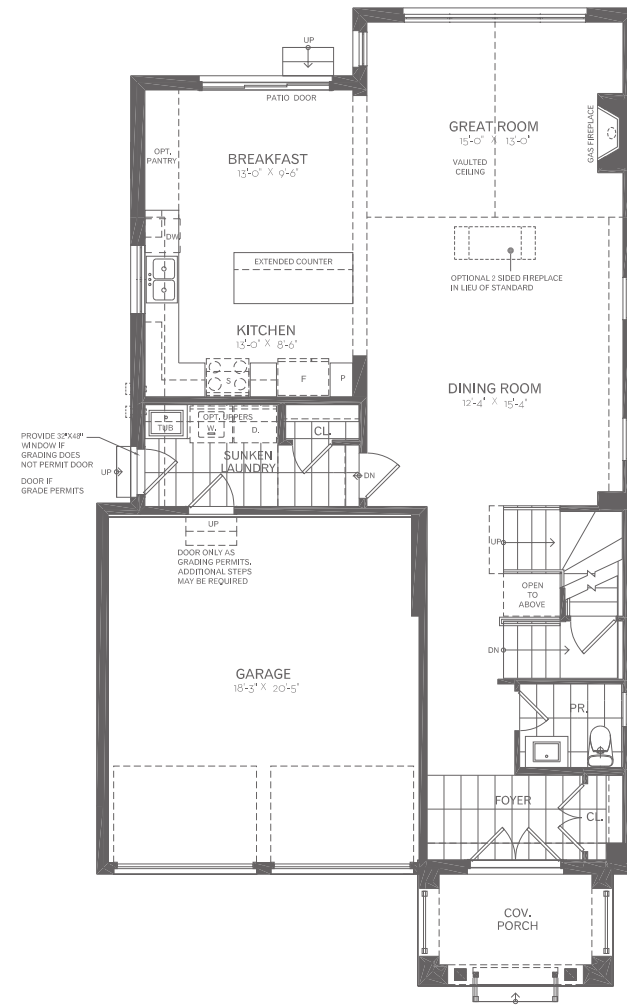 UP
PATIO DOOR
GREAT ROOM
15'-0" X 13'-0"
VAULTED
CEILING
GAS FIREPLACE
OPT.
PANTRY
BREAKFAST
13'-0" X 9'-6"
DW
EXTENDED COUNTER
OPTIONAL 2 SIDED FIREPLACE
IN LIEU OF STANDARD
KITCHEN
13'-0" X 8'-6"
S
F
P
DINING ROOM
12'-4" X 15'-4"
TUB
OPT. UPPERS
W.
D.
CL.
SUNKEN
LAUNDRY
DN
PROVIDE 32"X48"
WINDOW IF
GRADING DOES
NOT PERMIT DOOR
UP
DOOR IF
GRADE PERMITS
UP
DOOR ONLY AS
GRADING PERMITS.
ADDITIONAL STEPS
MAY BE REQUIRED
UP
OPEN
TO
ABOVE
DN
GARAGE
18'-3" X 20'-5"
PR.
FOYER
CL.
COV.
PORCH